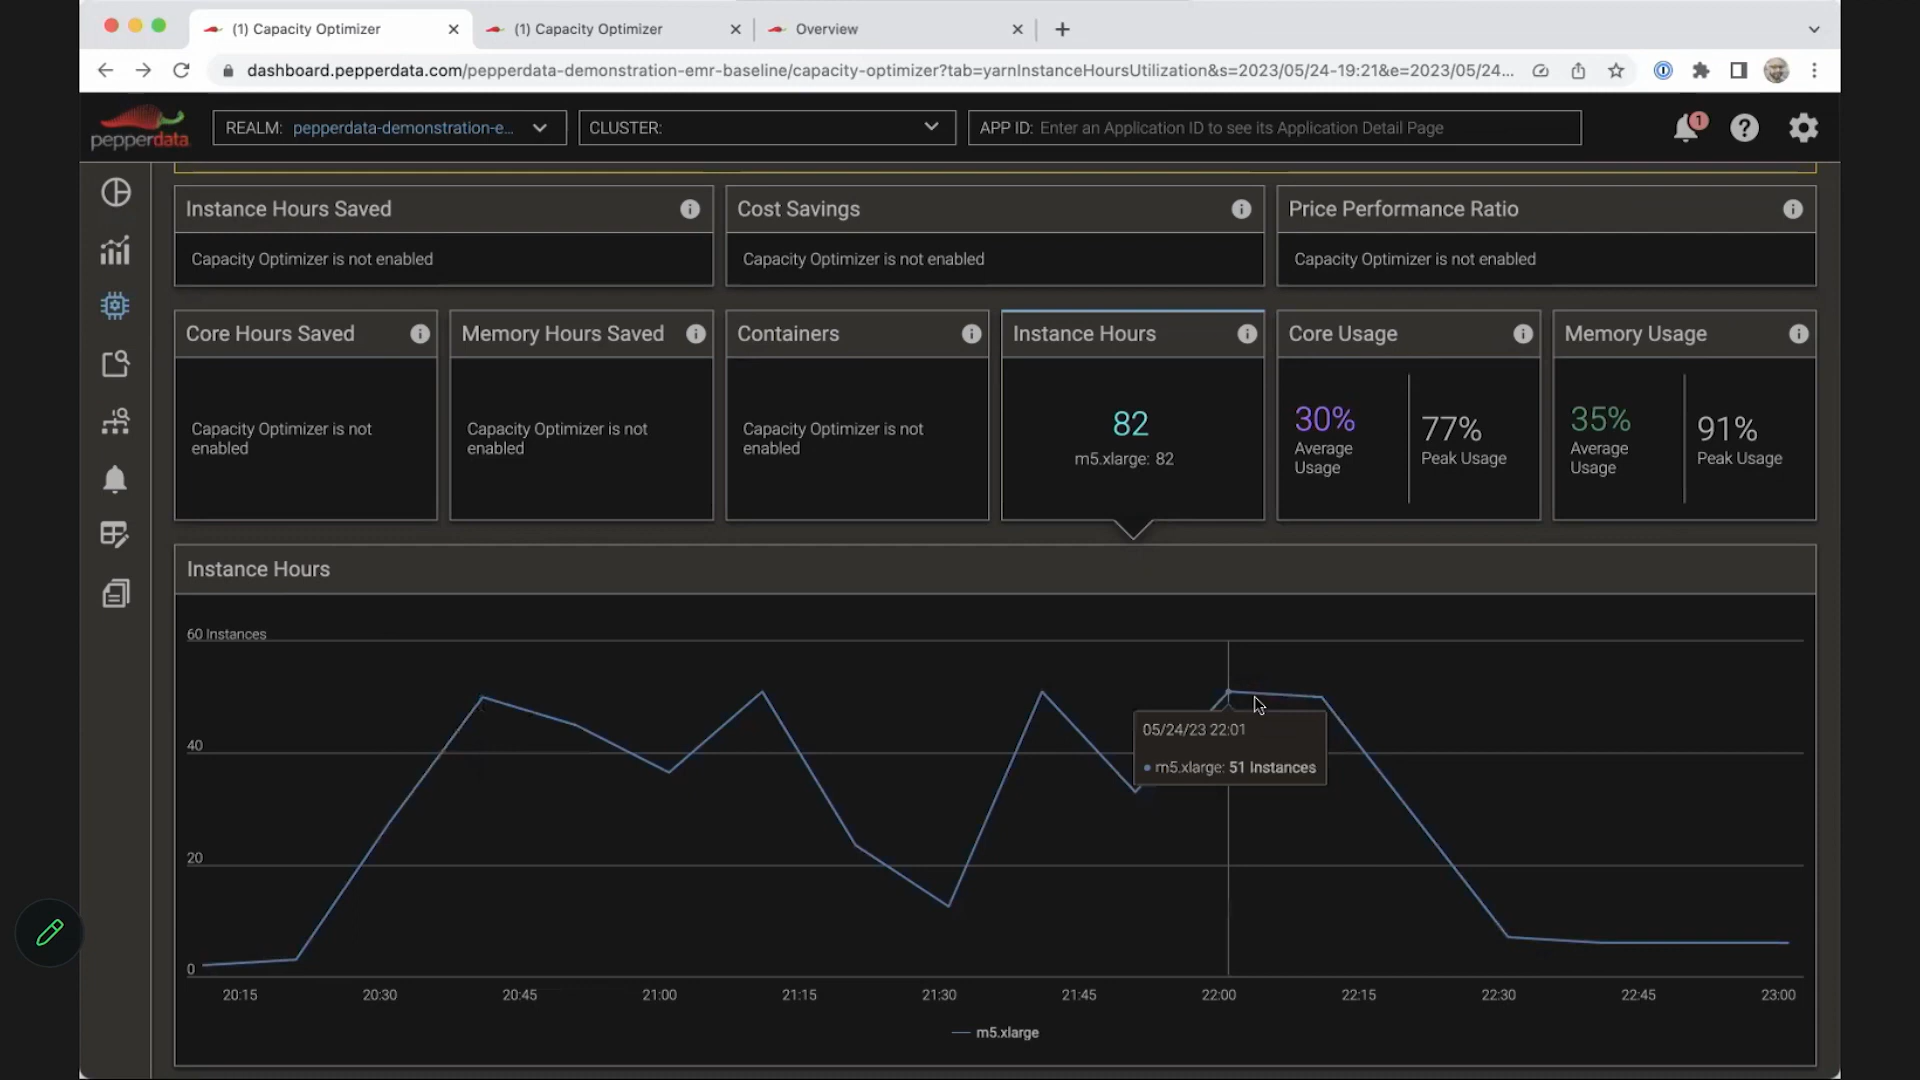 (1) Capacity Optimizer
(1) Capacity Optimizer
Overview
dashboard.pepperdata.com/pepperdata-demonstration-emr-baseline/capacity-optimizer?tab=yarnInstanceHoursUtilization&s=2023/05/24-19:21&e=2023/05/24...
pepperdata
REALM: pepperdata-demonstration-e...
CLUSTER:
APP ID: Enter an Application ID to see its Application Detail Page
1
Instance Hours Saved
Capacity Optimizer is not enabled
Cost Savings
Capacity Optimizer is not enabled
Price Performance Ratio
Capacity Optimizer is not enabled
Core Hours Saved
Capacity Optimizer is not
enabled
Memory Hours Saved
Capacity Optimizer is not
enabled
Containers
Capacity Optimizer is not
enabled
Instance Hours
82
m5.xlarge: 82
Core Usage
30%
Average
Usage
77%
Peak Usage
Memory Usage
35%
Average
Usage
91%
Peak Usage
Instance Hours
60 Instances
40
20
0
05/24/23 22:01
m5.xlarge: 51 Instances
20:15
20:30
20:45
21:00
21:15
21:30
21:45
22:00
22:15
22:30
22:45
23:00
m5.xlarge